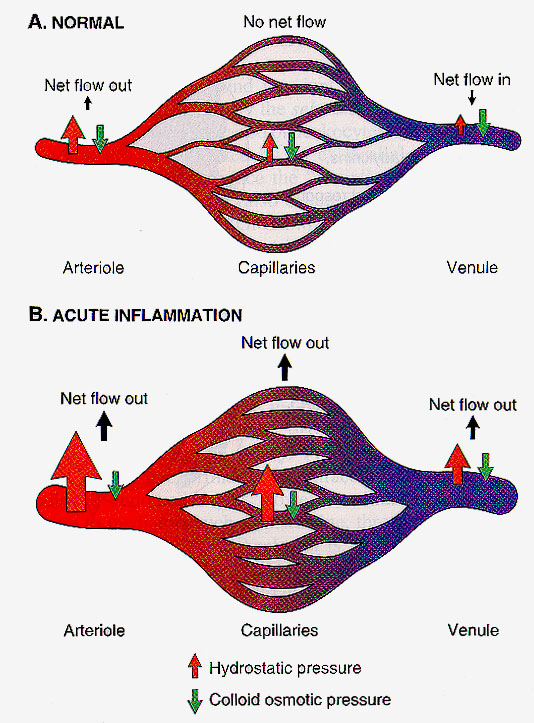 A. NORMAL
No net flow
Net flow out
Net flow in
Arteriole
Capillaries
Venule
B. ACUTE INFLAMMATION
Net flow out
Net flow out
Net flow out
Arteriole
Capillaries
Venule
Hydrostatic pressure
Colloid osmotic pressure